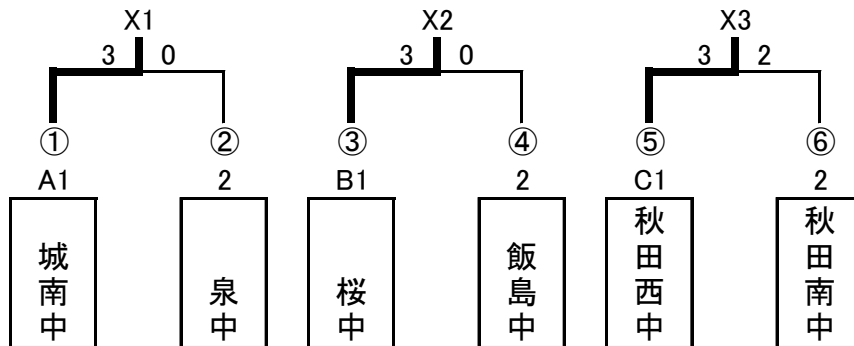 X1 X2 X3
3 0 3 0 3 2
① ② ③ ④ ⑤ ⑥
A1 2 B1 2 C1 2
城南中
泉中
桜中
飯島中
秋田西中
秋田南中